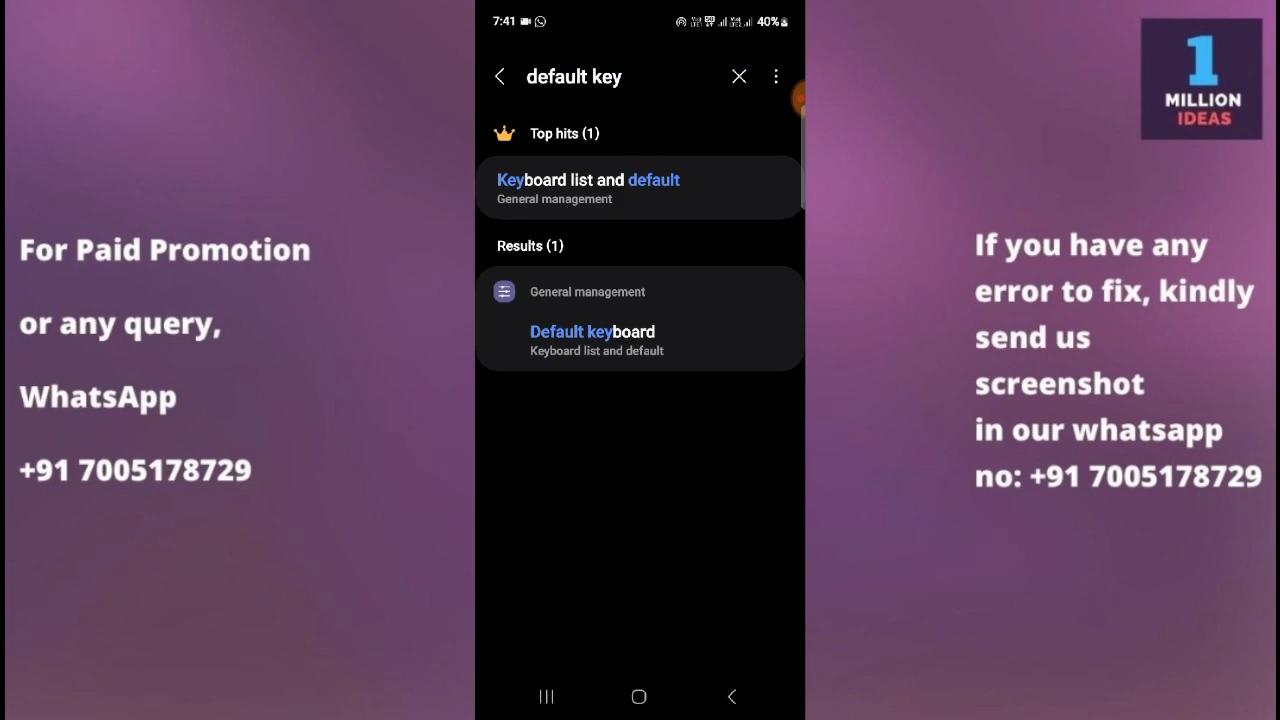 For Paid Promotion
or any query,
WhatsApp
+91 7005178729
7:41
40%
default key
Top hits (1)
Keyboard list and default
General management
Results (1)
General management
Default keyboard
Keyboard list and default
1
MILLION
IDEAS
If you have any
error to fix, kindly
send us
screenshot
in our whatsapp
no: +91 7005178729